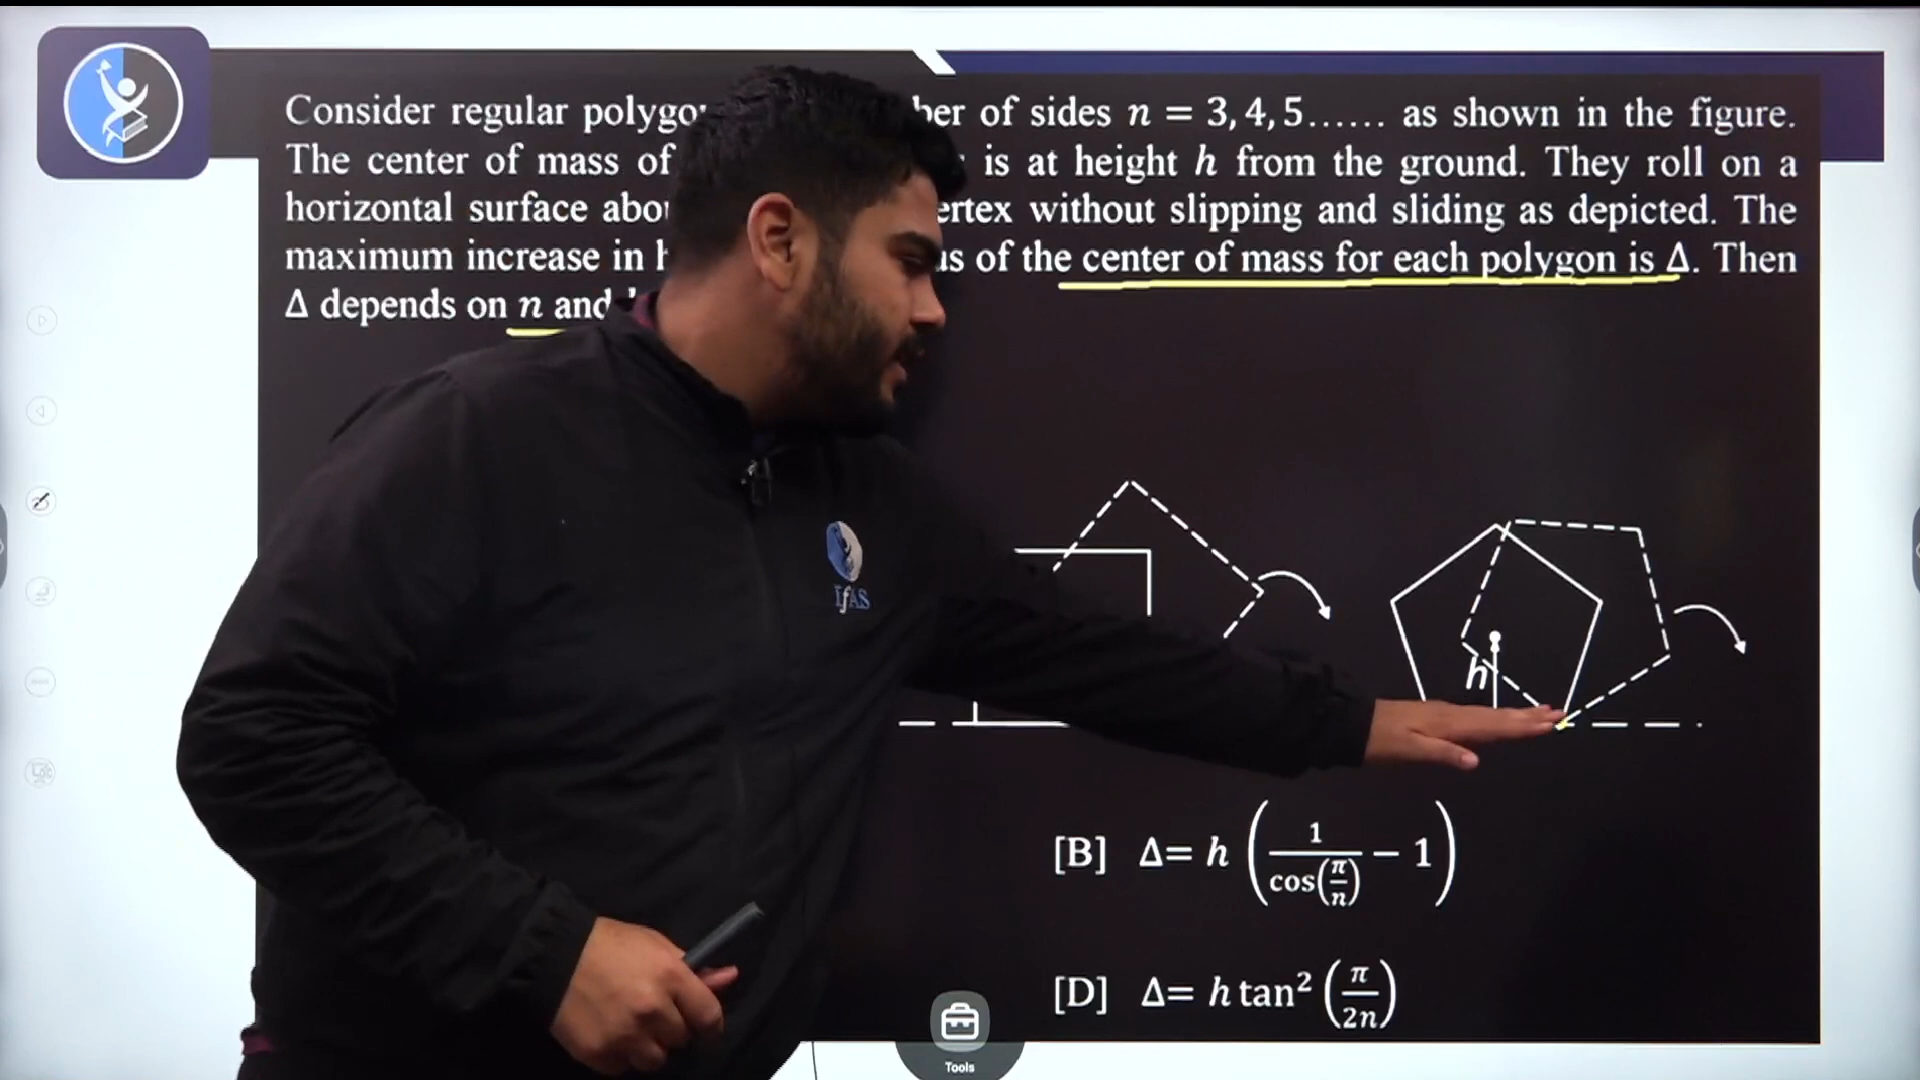 Consider regular polygo ber of sides n = 3, 4, 5...... as shown in the figure.
The center of mass of is at height h from the ground. They roll on a
horizontal surface abou ertex without slipping and sliding as depicted. The
maximum increase in h us of the center of mass for each polygon is Δ. Then
Δ depends on n and
h
IfAS
[B] Δ= h (1/cos(π/n) − 1)
[D] Δ= h tan² (π/2n)
Tools